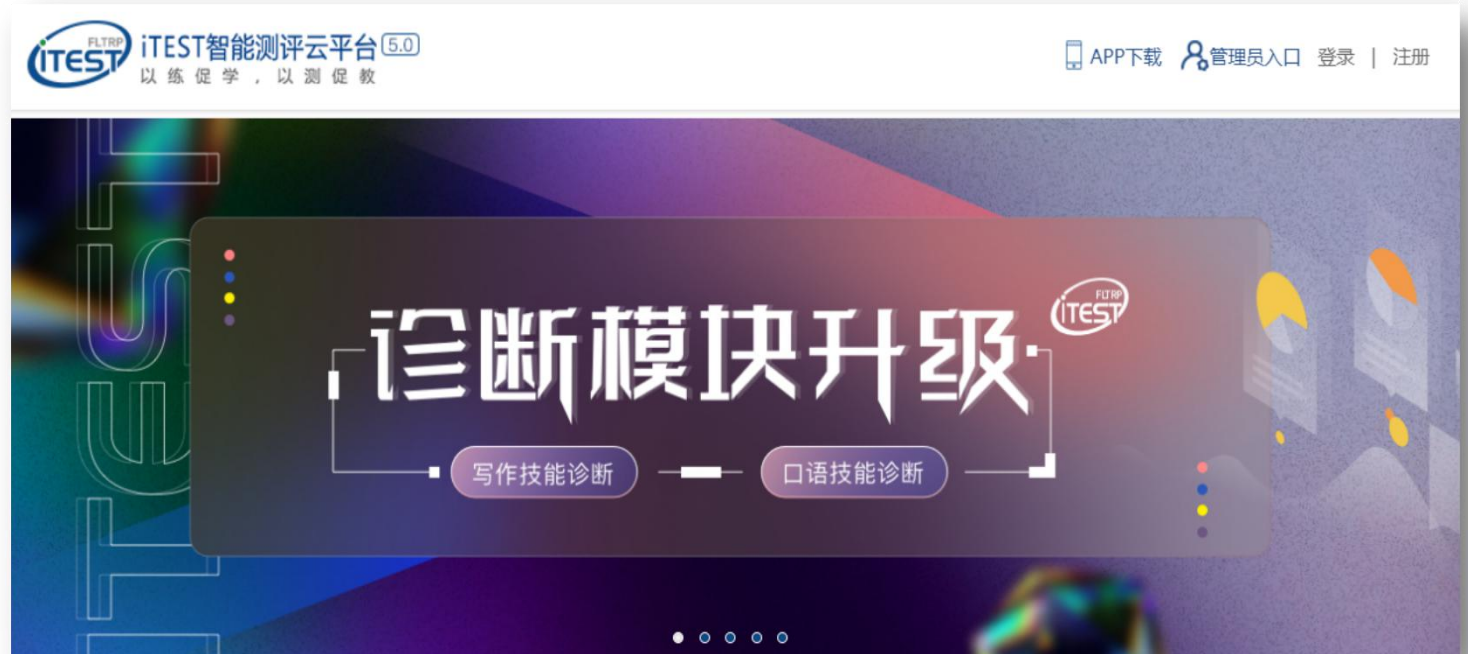 FLTRP
iTEST
iTEST智能测评云平台 5.0
以练促学，以测促教
APP下载 管理员入口 登录 | 注册
ITEST
FLTRP
iTEST
诊断模块升级
写作技能诊断 口语技能诊断